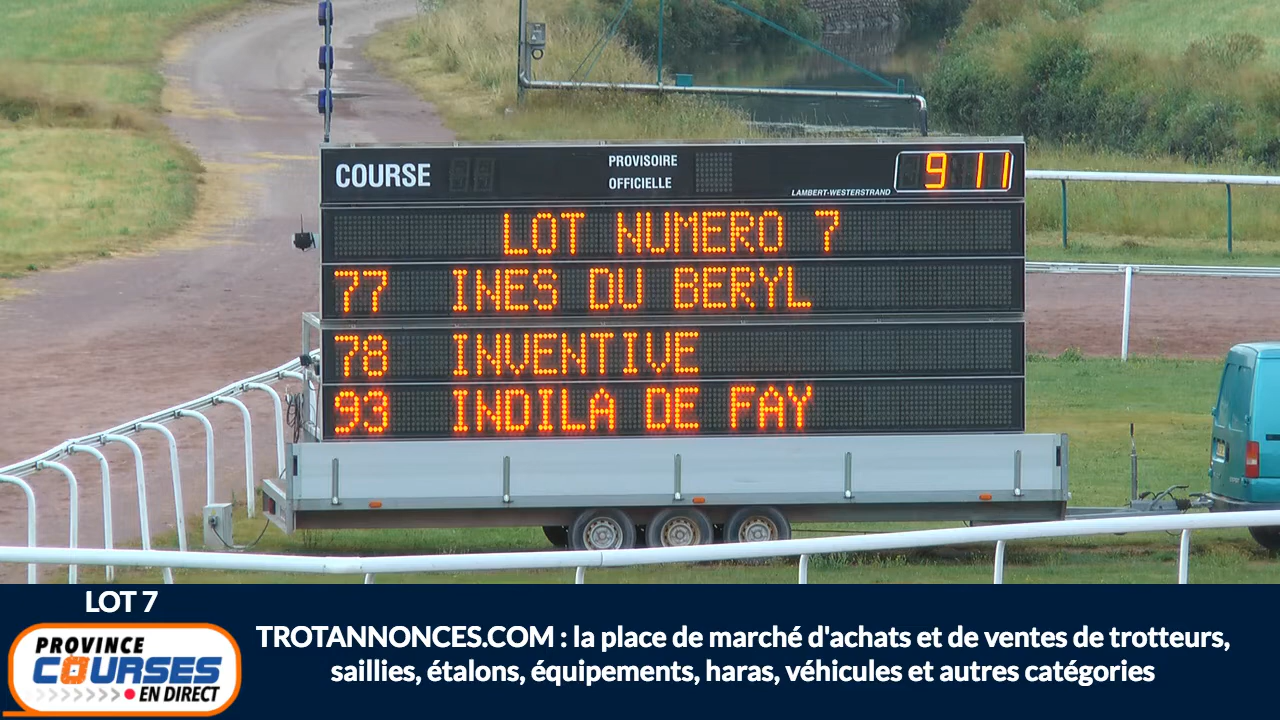 COURSE
PROVISOIRE
OFFICIELLE
LAMBERT-WESTERSTRAND
9 11
LOT NUMERO 7
77 INES DU BERYL
78 INVENTIVE
93 INDILA DE FAY
LOT 7
PROVINCE
COURSES
EN DIRECT
TROTANNONCES.COM : la place de marché d'achats et de ventes de trotteurs,
saillies, étalons, équipements, haras, véhicules et autres catégories